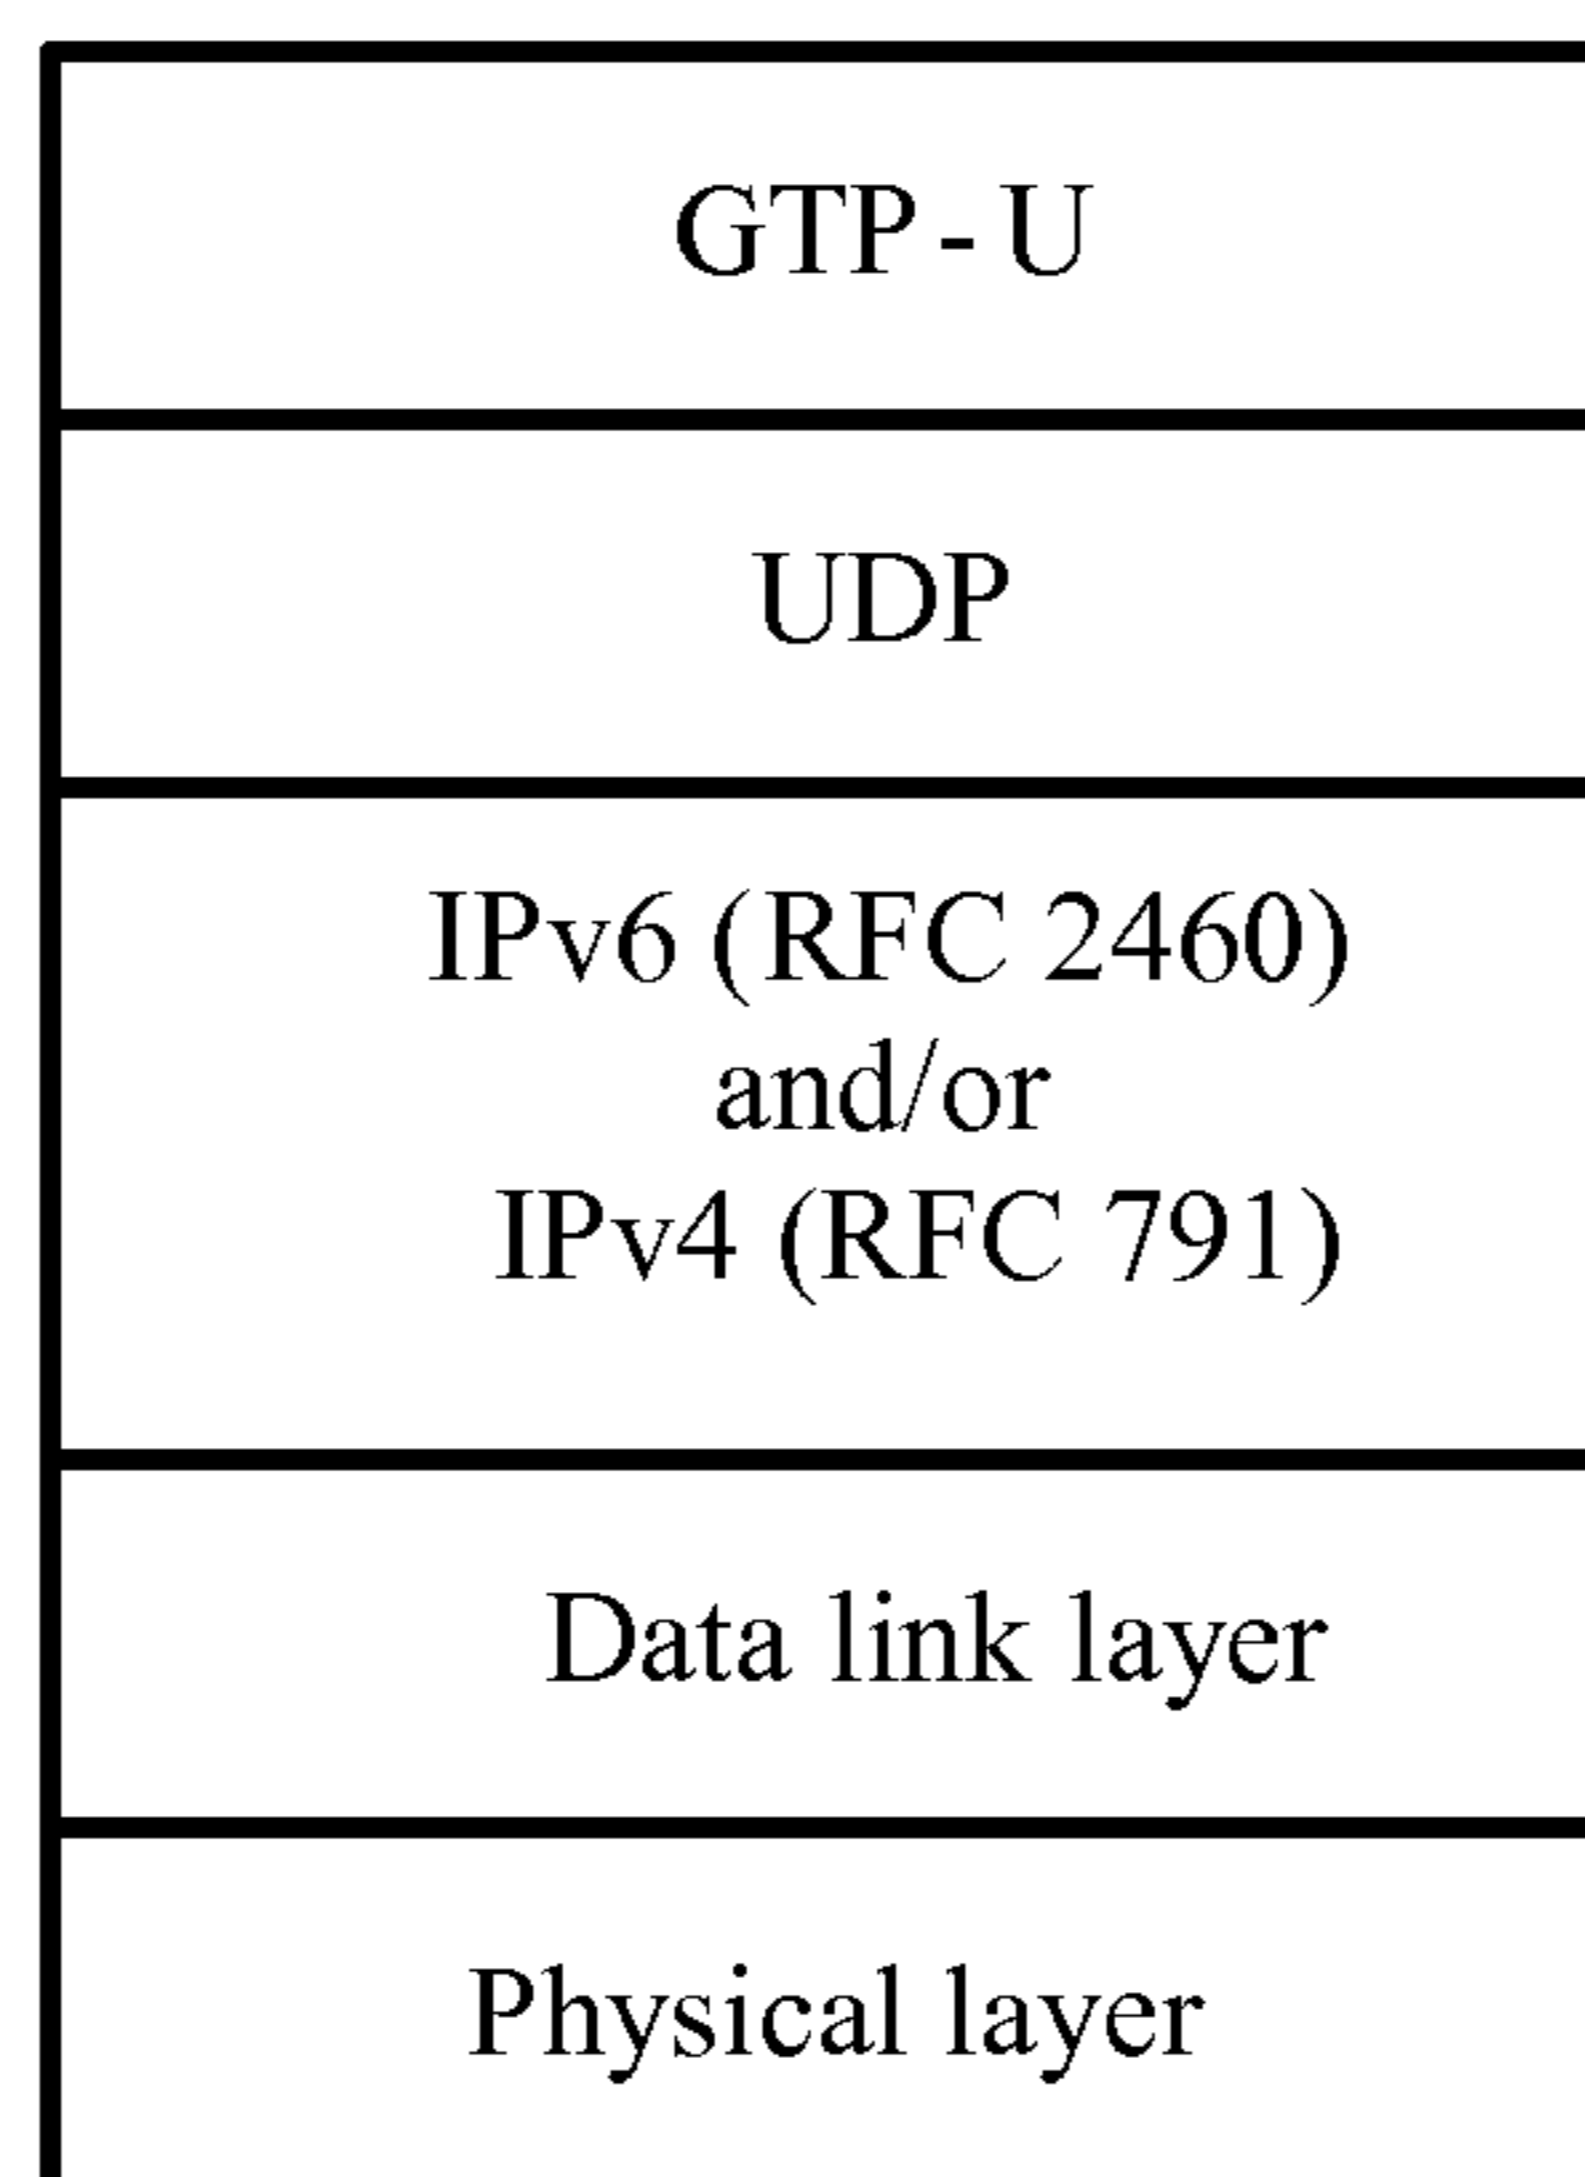 GTP - U
UDP
IPv6 (RFC 2460)
and/or
IPv4 (RFC 791)
Data link layer
Physical layer